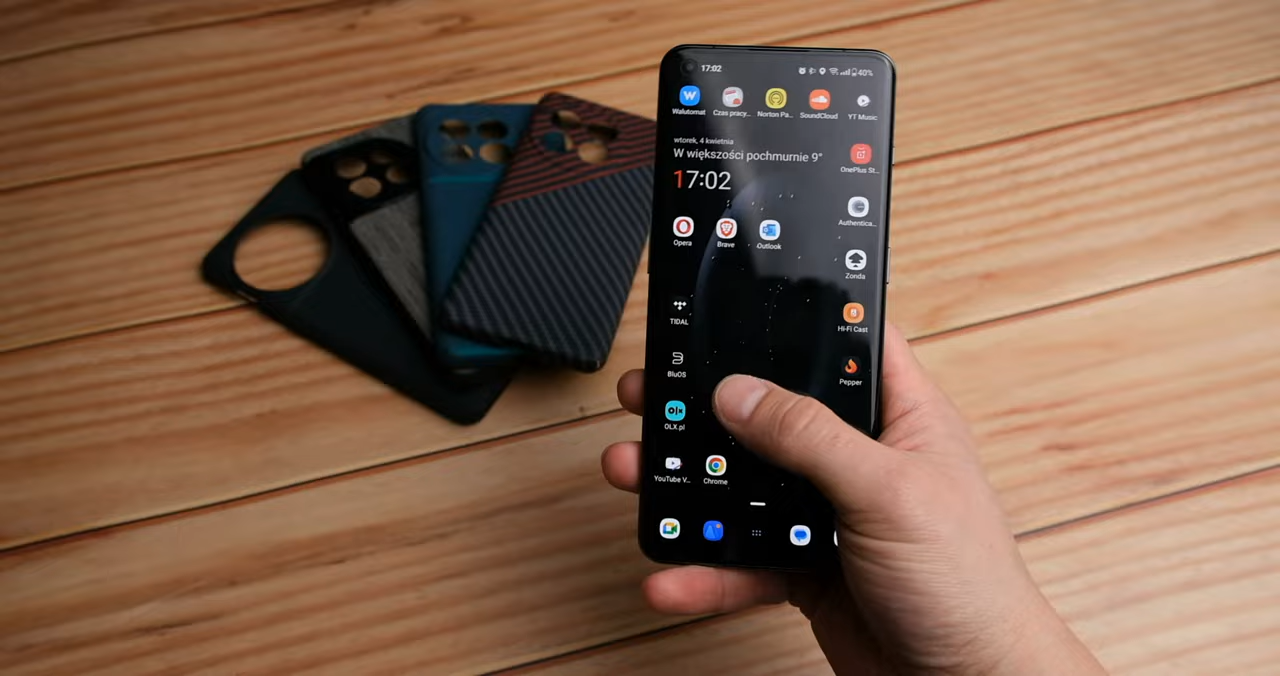 17:02
40%
W
Walutomat
Czas pracy...
Norton Pa...
SoundCloud
YT Music
wtorek, 4 kwietnia
W większości pochmurnie 9°
17:02
OnePlus St...
Authentica...
Opera
Brave
Outlook
Zonda
TIDAL
Hi-Fi Cast
BluOS
Pepper
OLX
OLX.pl
YouTube V...
Chrome